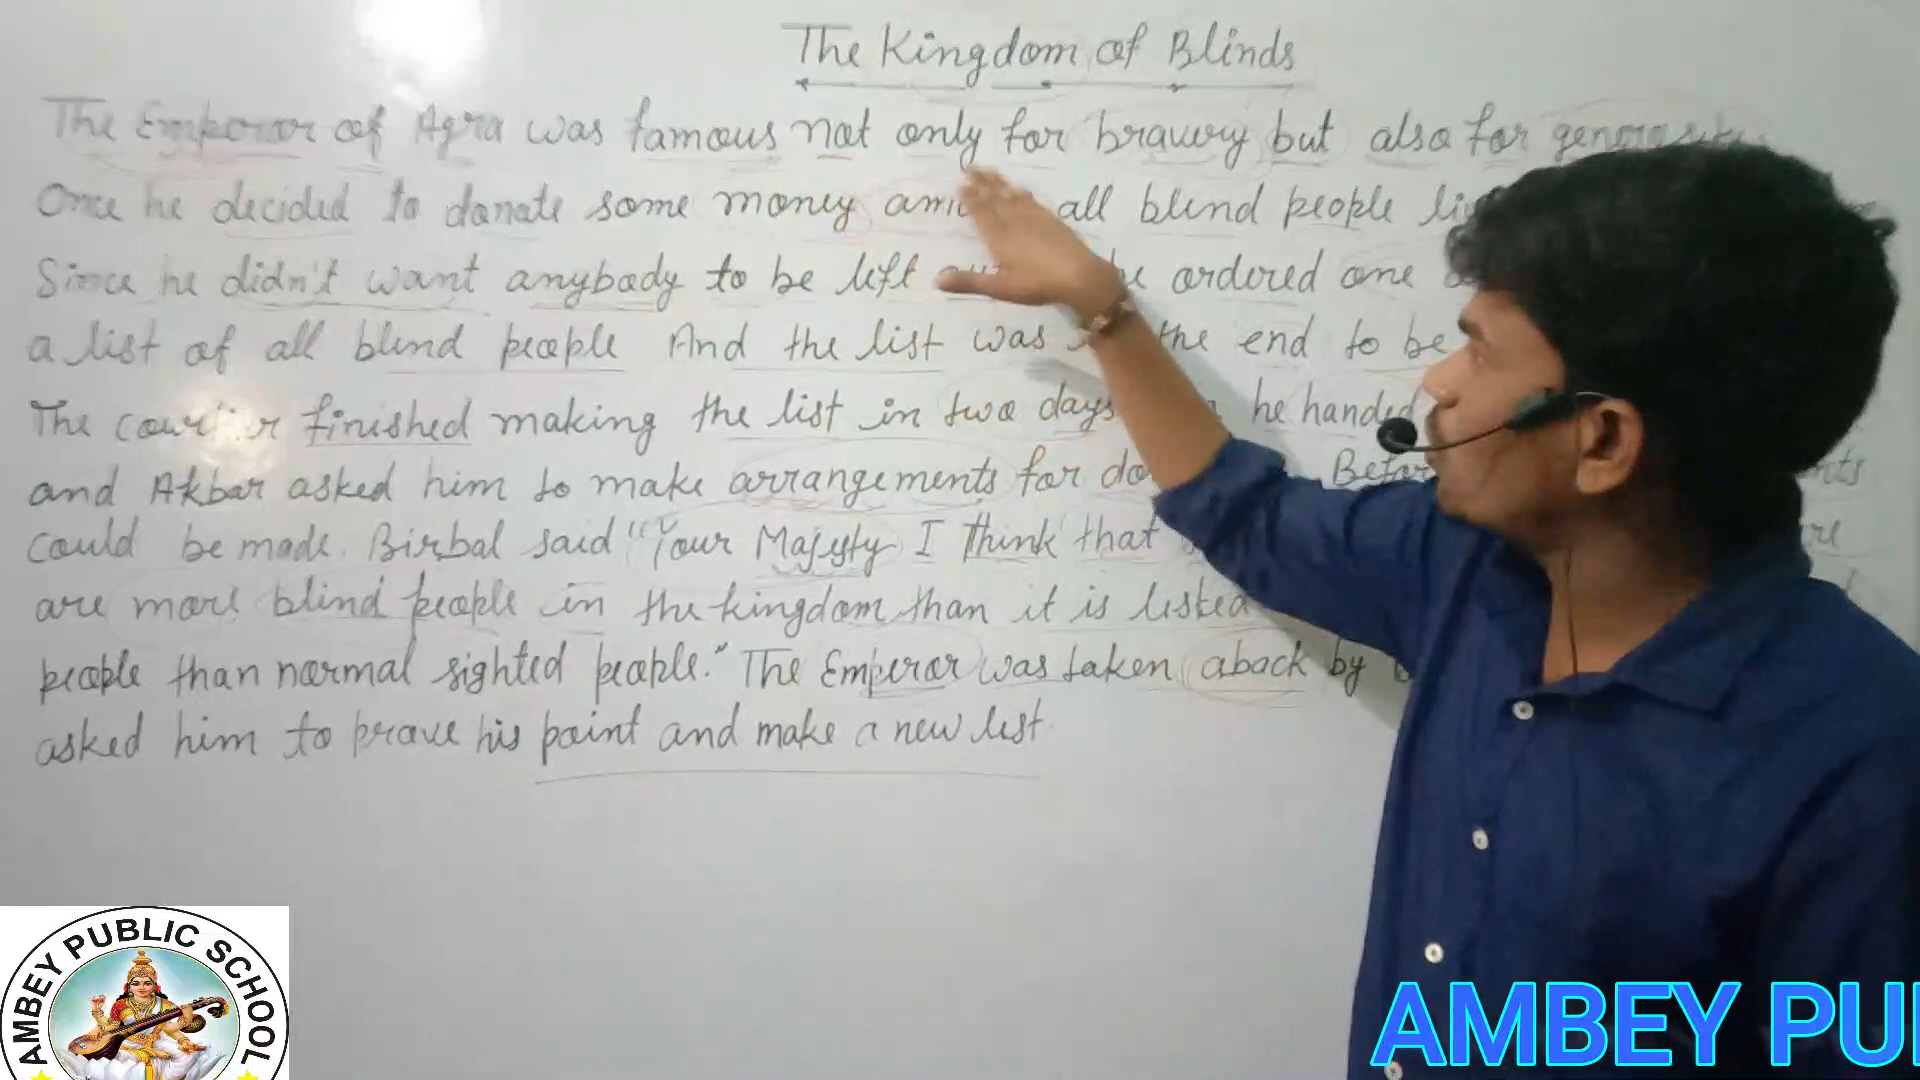 The Kingdom of Blinds
The Emperor of Agra was famous not only for bravery but also for
Once he decided to donate some money all blind people
Since he didn't want anybody to be left ordered one
a list of all blind people And the list was the end to be
The finished making the list in two days he handed
and Akbar asked him to make arrangements for
could be made. Birbal said "Your Majesty I think that
are more blind people in the kingdom than it is listed
people than normal sighted people." The Emperor was taken aback by
asked him to prove his point and make a new list
AMBEY PUBLIC SCHOOL
AMBEY